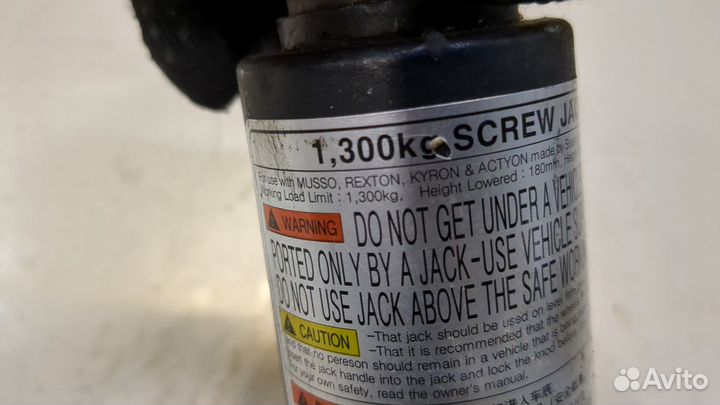 1,300kg SCREW
For use with MUSSO, REXTON, KYRON & ACTYON made by
Working Load Limit : 1,300kg, Height Lowered : 180mm,
WARNING DO NOT GET UNDER A VEHICLE
PORTED ONLY BY A JACK-USE VEHICLE
DO NOT USE JACK ABOVE THE SAFE
CAUTION -That jack should be used on level
-That it is recommended that the
and that no pereson should remain in a vehicle that is
Insert the jack handle into the jack and lock the knob before
-For your own safety, read the owner's manual.
Avito